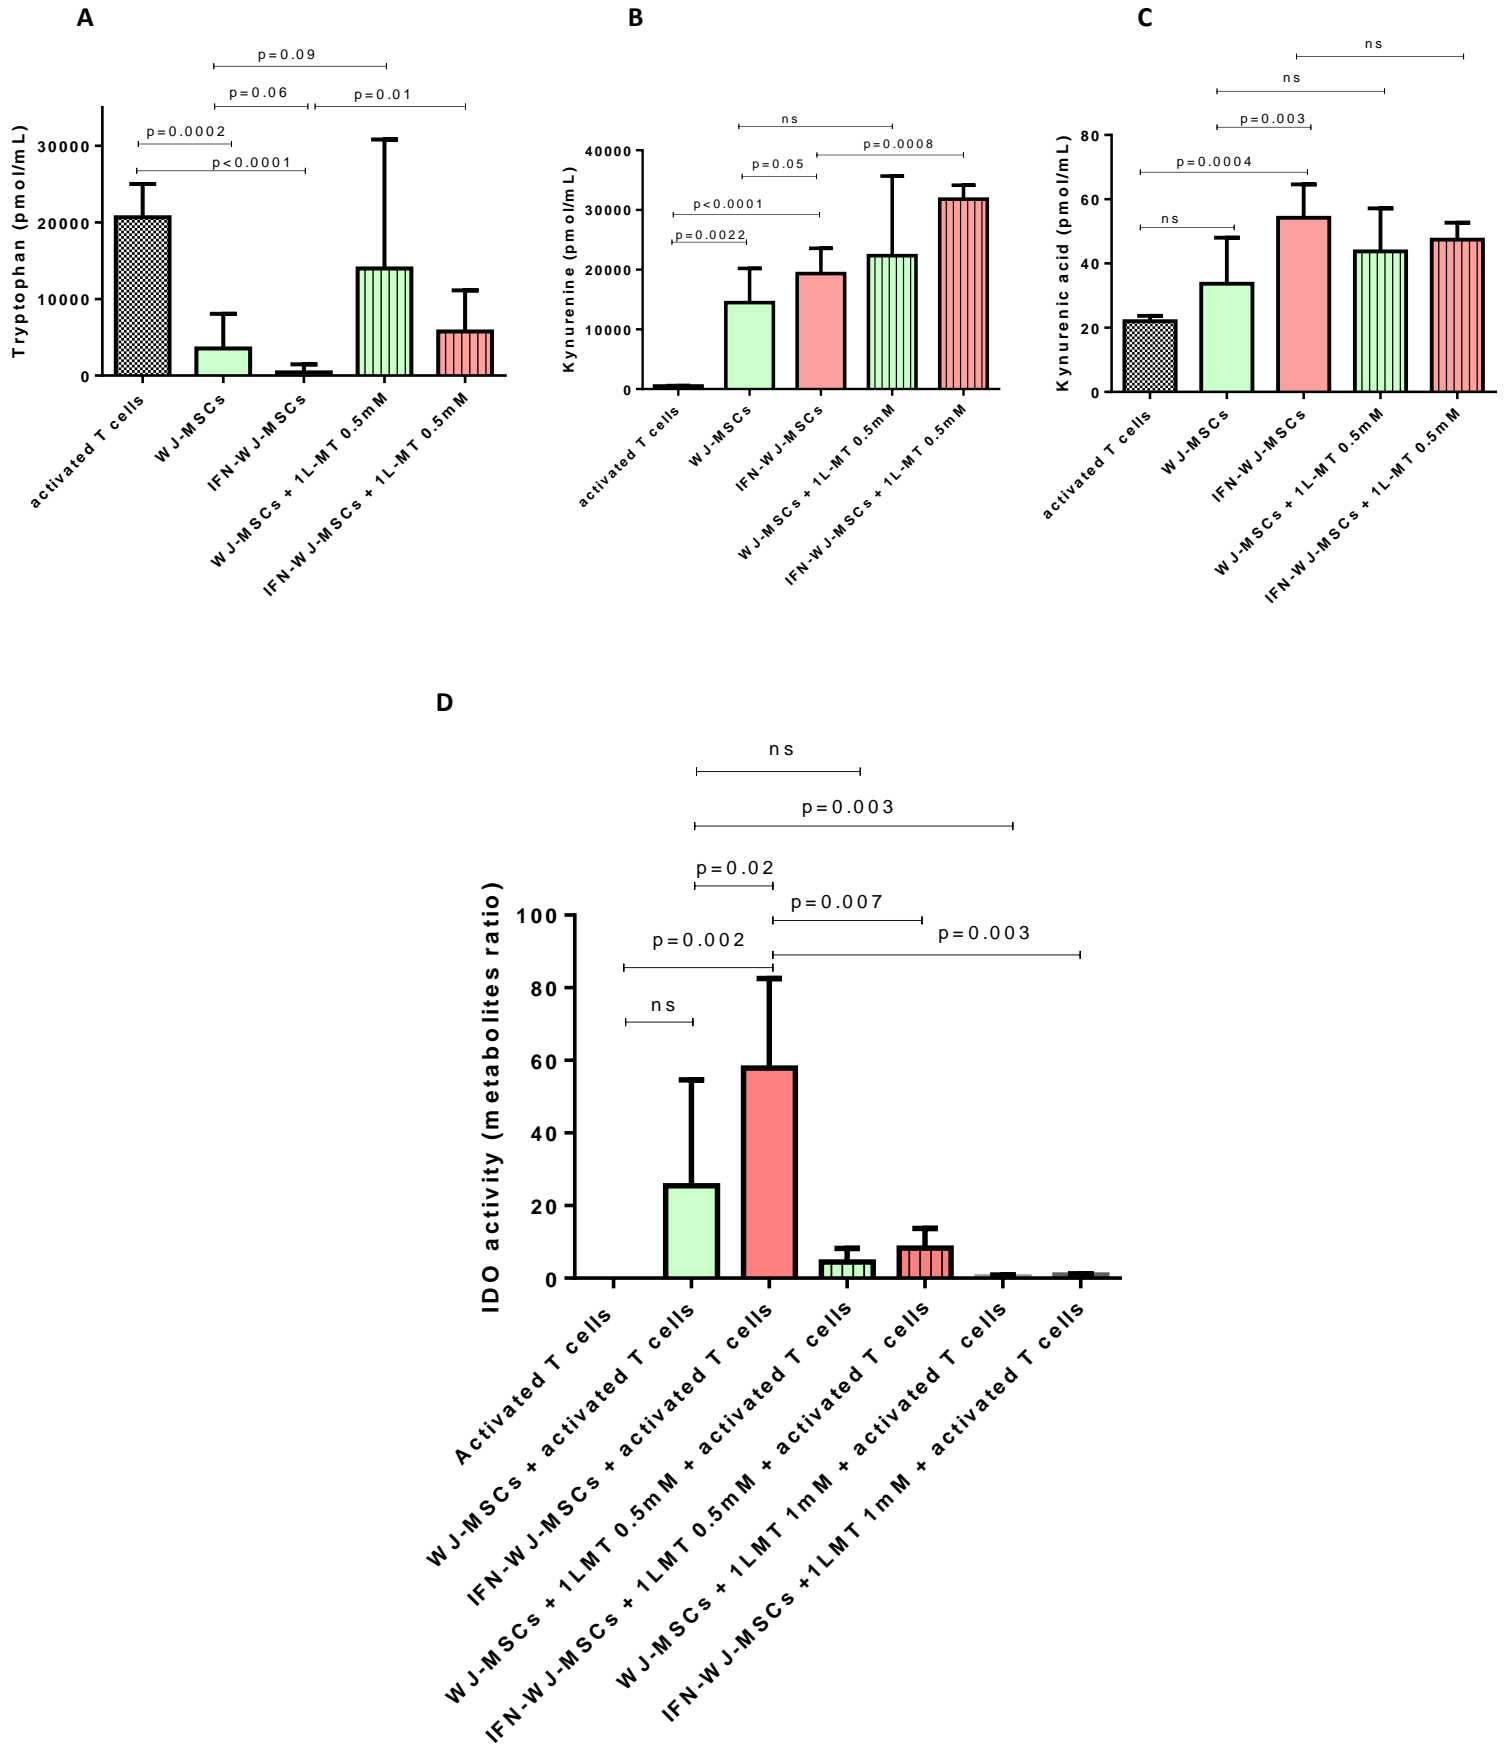 A
B
C
p=0.09
p=0.06
p=0.01
p=0.0002
p<0.0001
Tryptophan (pmol/mL)
30000
20000
10000
0
activated T cells
WJ-MSCs
IFN-WJ-MSCs
WJ-MSCs + 1L-MT 0.5mM
IFN-WJ-MSCs + 1L-MT 0.5mM
ns
p=0.0008
p=0.05
p<0.0001
p=0.0022
Kynurenine (pmol/mL)
40000
30000
20000
10000
0
activated T cells
WJ-MSCs
IFN-WJ-MSCs
WJ-MSCs + 1L-MT 0.5mM
IFN-WJ-MSCs + 1L-MT 0.5mM
ns
ns
p=0.003
p=0.0004
ns
Kynurenic acid (pmol/mL)
80
60
40
20
0
activated T cells
WJ-MSCs
IFN-WJ-MSCs
WJ-MSCs + 1L-MT 0.5mM
IFN-WJ-MSCs + 1L-MT 0.5mM
D
ns
p=0.003
p=0.02
p=0.007
p=0.003
p=0.002
ns
IDO activity (metabolites ratio)
100
80
60
40
20
0
Activated T cells
WJ-MSCs + activated T cells
IFN-WJ-MSCs + activated T cells
WJ-MSCs + 1LMT 0.5mM + activated T cells
IFN-WJ-MSCs + 1LMT 0.5mM + activated T cells
WJ-MSCs + 1LMT 1mM + activated T cells
IFN-WJ-MSCs +1LMT 1mM + activated T cells